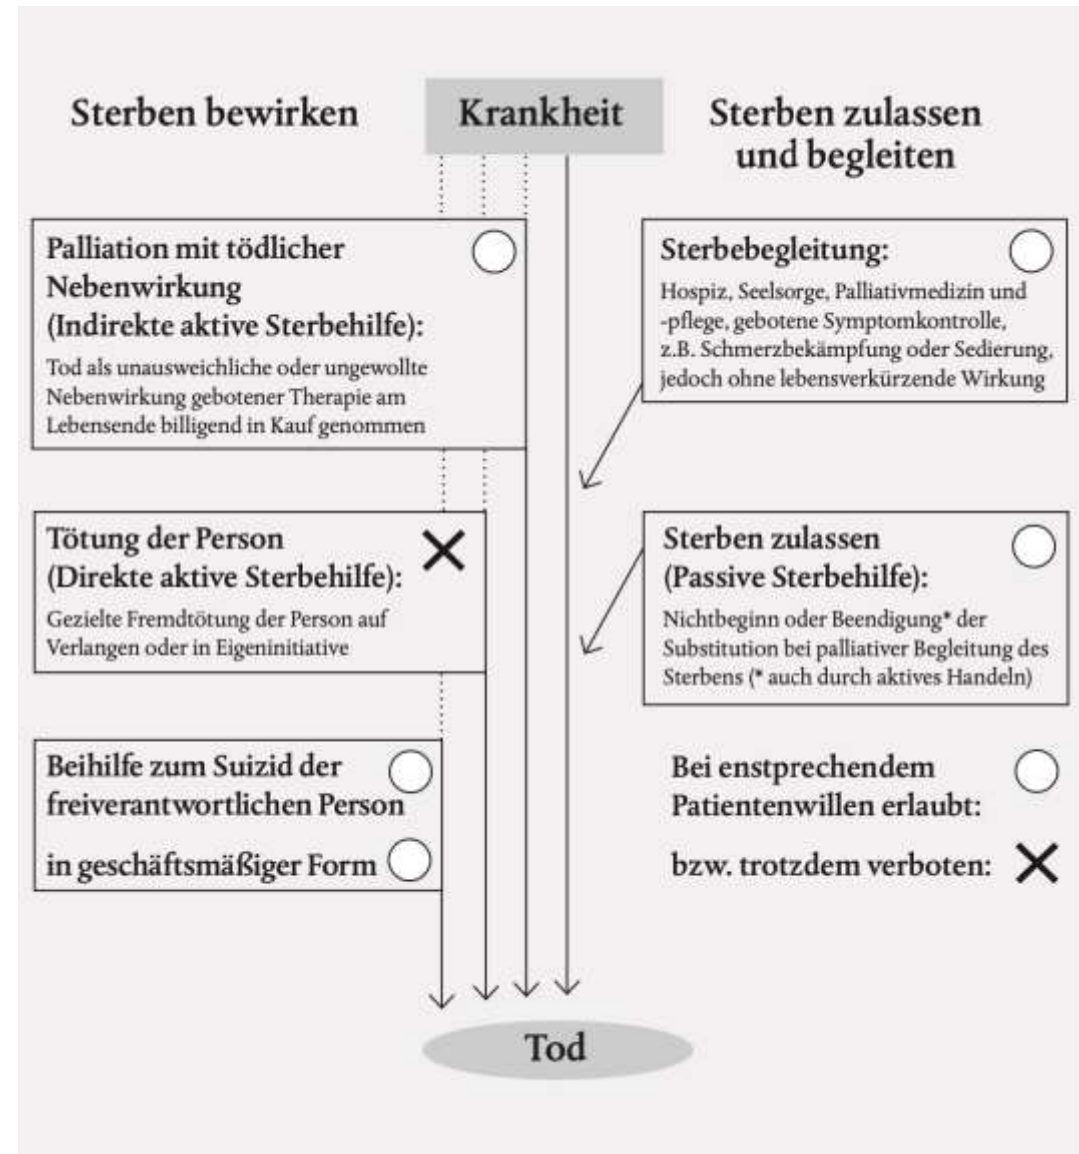 Sterben bewirken
Krankheit
Sterben zulassen
und begleiten
Palliation mit tödlicher
Nebenwirkung
(Indirekte aktive Sterbehilfe):
Tod als unausweichliche oder ungewollte
Nebenwirkung gebotener Therapie am
Lebensende billigend in Kauf genommen
Sterbebegleitung:
Hospiz, Seelsorge, Palliativmedizin und
-pflege, gebotene Symptomkontrolle,
z.B. Schmerzbekämpfung oder Sedierung,
jedoch ohne lebensverkürzende Wirkung
Tötung der Person
(Direkte aktive Sterbehilfe):
Gezielte Fremdtötung der Person auf
Verlangen oder in Eigeninitiative
Sterben zulassen
(Passive Sterbehilfe):
Nichtbeginn oder Beendigung* der
Substitution bei palliativer Begleitung des
Sterbens (* auch durch aktives Handeln)
Beihilfe zum Suizid der
freiverantwortlichen Person
in geschäftsmäßiger Form
Bei enstprechendem
Patientenwillen erlaubt:
bzw. trotzdem verboten:
Tod